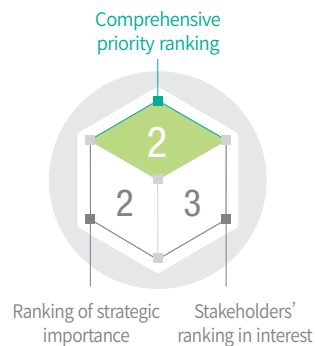 Comprehensive
priority ranking
2
2
3
Ranking of strategic
importance
Stakeholders’
ranking in interest